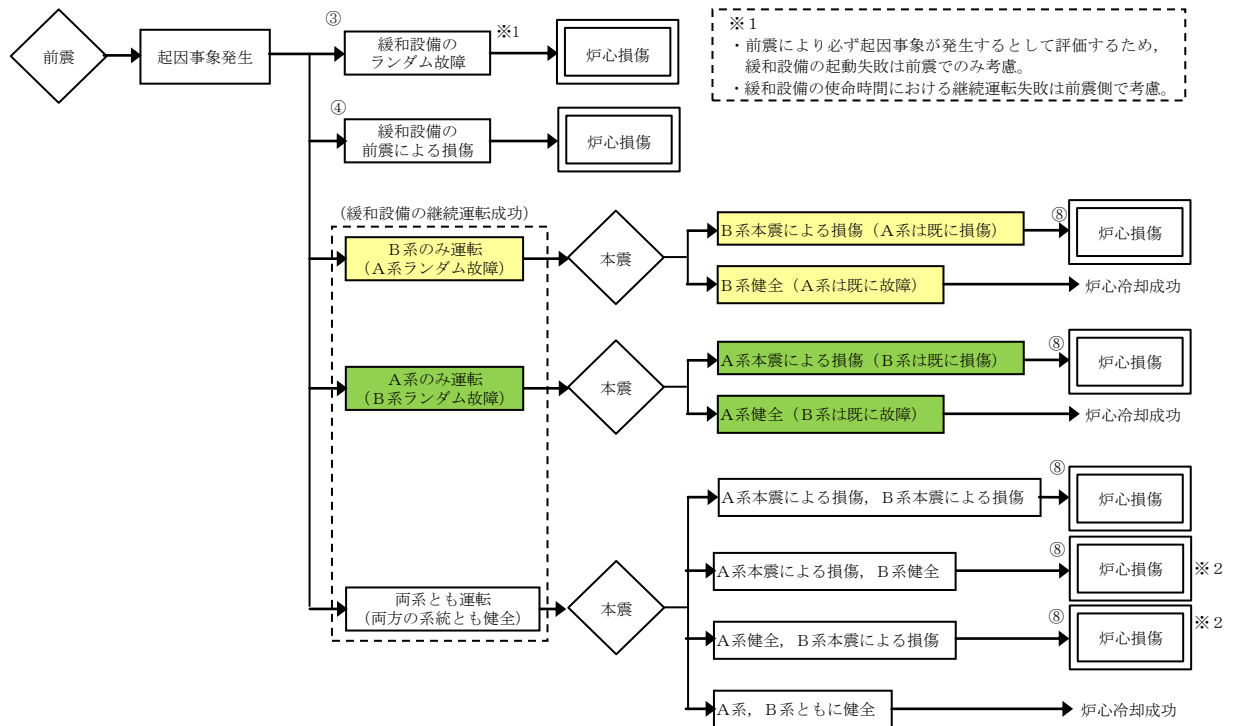 前震
起因事象発生
③
緩和設備の
ランダム故障
※1
炉心損傷
※１
・前震により必ず起因事象が発生するとして評価するため，
緩和設備の起動失敗は前震でのみ考慮。
・緩和設備の使命時間における継続運転失敗は前震側で考慮。
④
緩和設備の
前震による損傷
炉心損傷
(緩和設備の継続運転成功)
Ｂ系のみ運転
（Ａ系ランダム故障）
本震
Ｂ系本震による損傷（Ａ系は既に損傷）
⑧
炉心損傷
Ｂ系健全（Ａ系は既に故障）
炉心冷却成功
Ａ系のみ運転
（Ｂ系ランダム故障）
本震
Ａ系本震による損傷（Ｂ系は既に損傷）
⑧
炉心損傷
Ａ系健全（Ｂ系は既に故障）
炉心冷却成功
両系とも運転
(両方の系統とも健全)
本震
Ａ系本震による損傷，Ｂ系本震による損傷
⑧
炉心損傷
Ａ系本震による損傷，Ｂ系健全
⑧
炉心損傷
※２
Ａ系健全，Ｂ系本震による損傷
⑧
炉心損傷
※２
Ａ系，Ｂ系ともに健全
炉心冷却成功